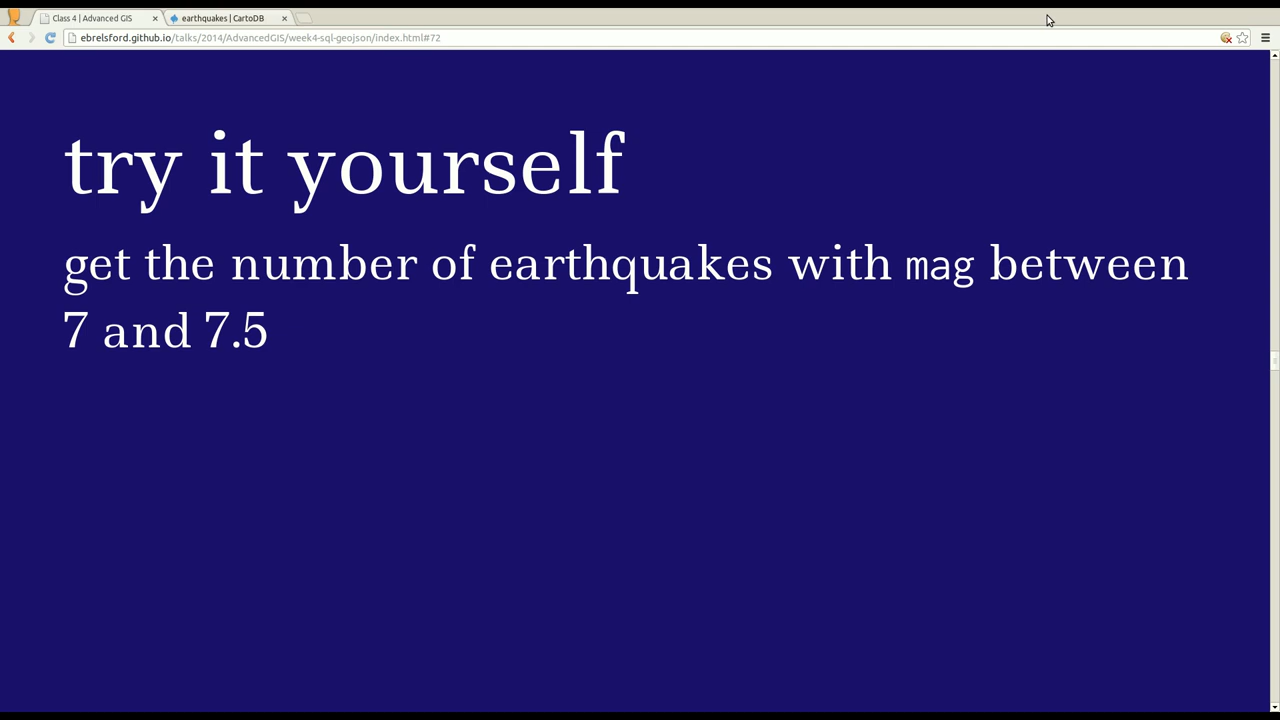 Class 4 | Advanced GIS
earthquakes | CartoDB
ebrelsford.github.io/talks/2014/AdvancedGIS/week4-sql-geojson/index.html#72
try it yourself
get the number of earthquakes with mag between
7 and 7.5